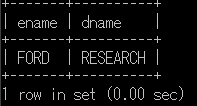 +-------+----------+
| ename | dname    |
+-------+----------+
| FORD  | RESEARCH |
+-------+----------+
1 row in set (0.00 sec)